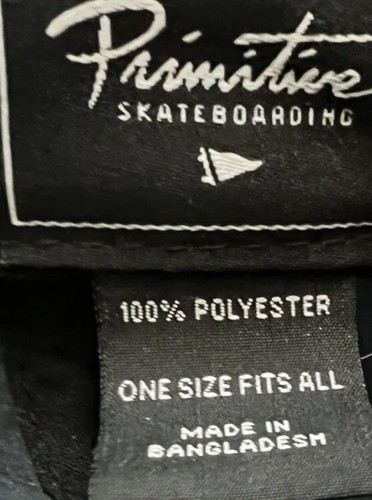 Primitive
SKATEBOARDING
100% POLYESTER
ONE SIZE FITS ALL
MADE IN
BANGLADESH